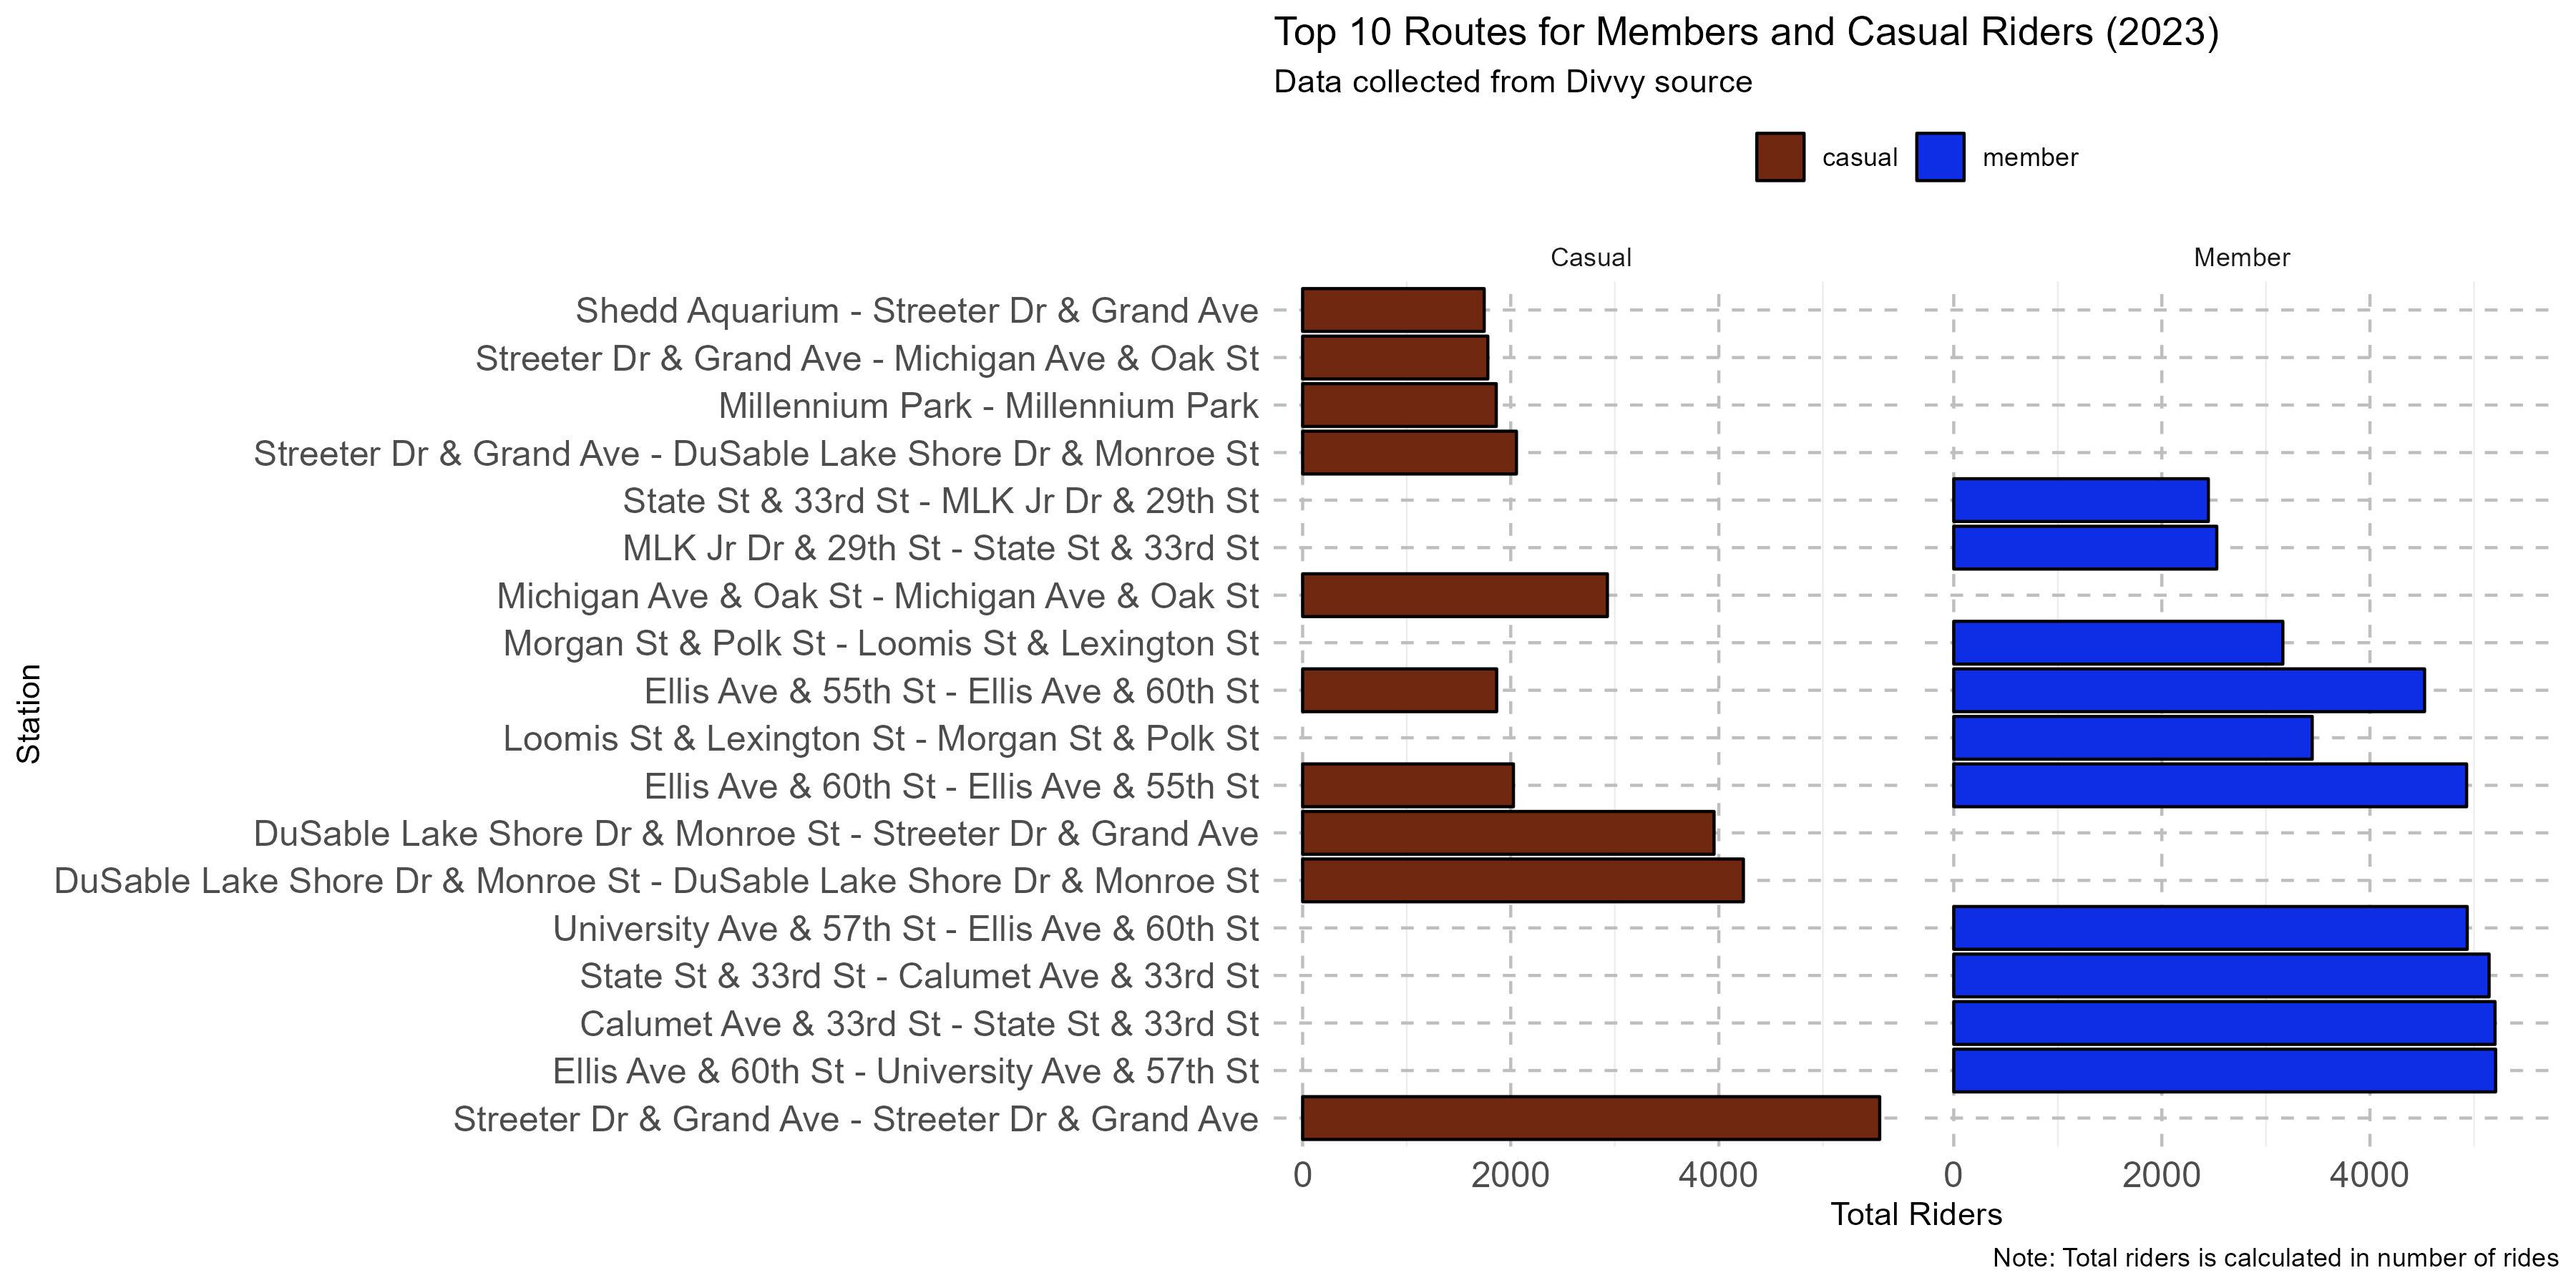 Top 10 Routes for Members and Casual Riders (2023)
Data collected from Divvy source
casual member
Casual Member
Shedd Aquarium - Streeter Dr & Grand Ave
Streeter Dr & Grand Ave - Michigan Ave & Oak St
Millennium Park - Millennium Park
Streeter Dr & Grand Ave - DuSable Lake Shore Dr & Monroe St
State St & 33rd St - MLK Jr Dr & 29th St
MLK Jr Dr & 29th St - State St & 33rd St
Michigan Ave & Oak St - Michigan Ave & Oak St
Morgan St & Polk St - Loomis St & Lexington St
Ellis Ave & 55th St - Ellis Ave & 60th St
Loomis St & Lexington St - Morgan St & Polk St
Ellis Ave & 60th St - Ellis Ave & 55th St
DuSable Lake Shore Dr & Monroe St - Streeter Dr & Grand Ave
DuSable Lake Shore Dr & Monroe St - DuSable Lake Shore Dr & Monroe St
University Ave & 57th St - Ellis Ave & 60th St
State St & 33rd St - Calumet Ave & 33rd St
Calumet Ave & 33rd St - State St & 33rd St
Ellis Ave & 60th St - University Ave & 57th St
Streeter Dr & Grand Ave - Streeter Dr & Grand Ave
Station
0 2000 4000 0 2000 4000
Total Riders
Note: Total riders is calculated in number of rides